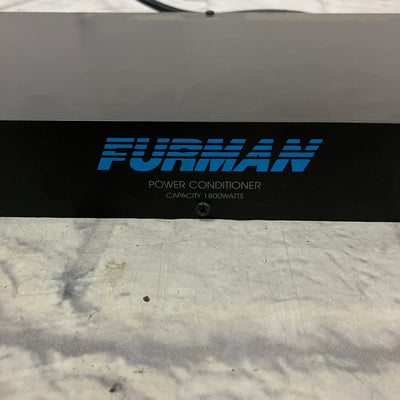 FURMAN
POWER CONDITIONER
CAPACITY 1800WATTS